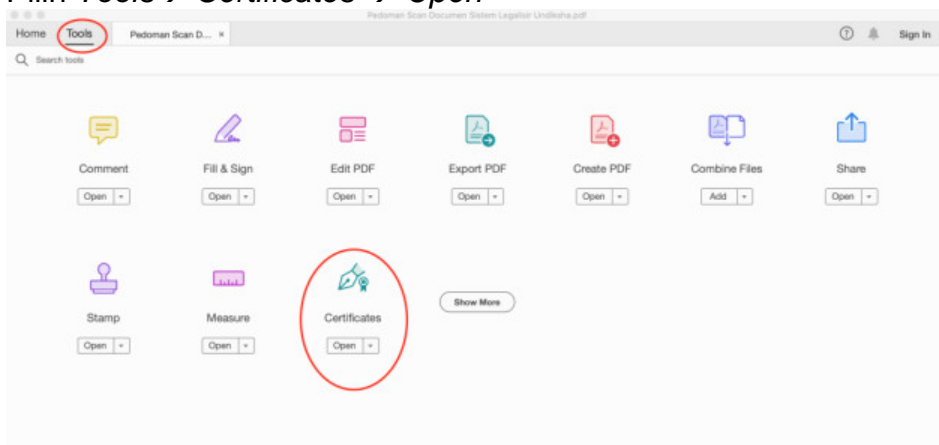 Pilih Tools → Certificates → Open
Pedoman Scan Documen Sistem Legalisir Undiksha.pdf
Home Tools Pedoman Scan D... × Sign In
Search tools
Comment Fill & Sign Edit PDF Export PDF Create PDF Combine Files Share
Open Open Open Open Open Add Open
Stamp Measure Certificates Show More
Open Open Open